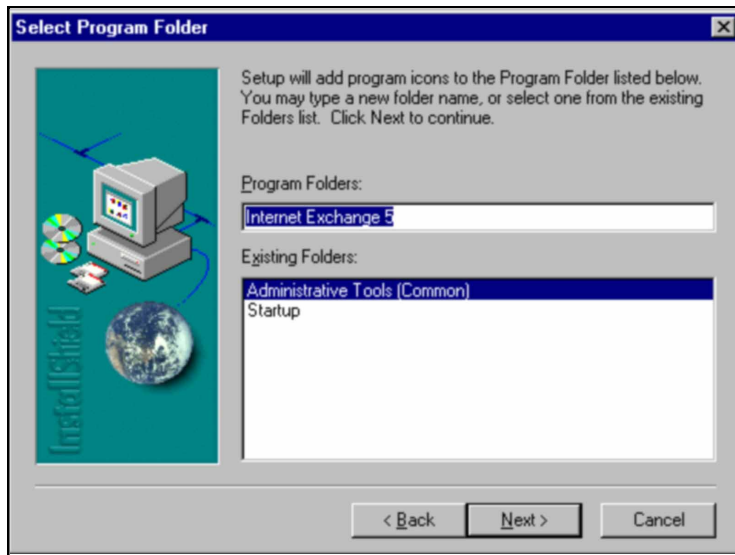 Select Program Folder
Setup will add program icons to the Program Folder listed below.
You may type a new folder name, or select one from the existing
Folders list. Click Next to continue.
Program Folders:
Internet Exchange 5
Existing Folders:
Administrative Tools (Common)
Startup
InstallShield
< Back
Next >
Cancel